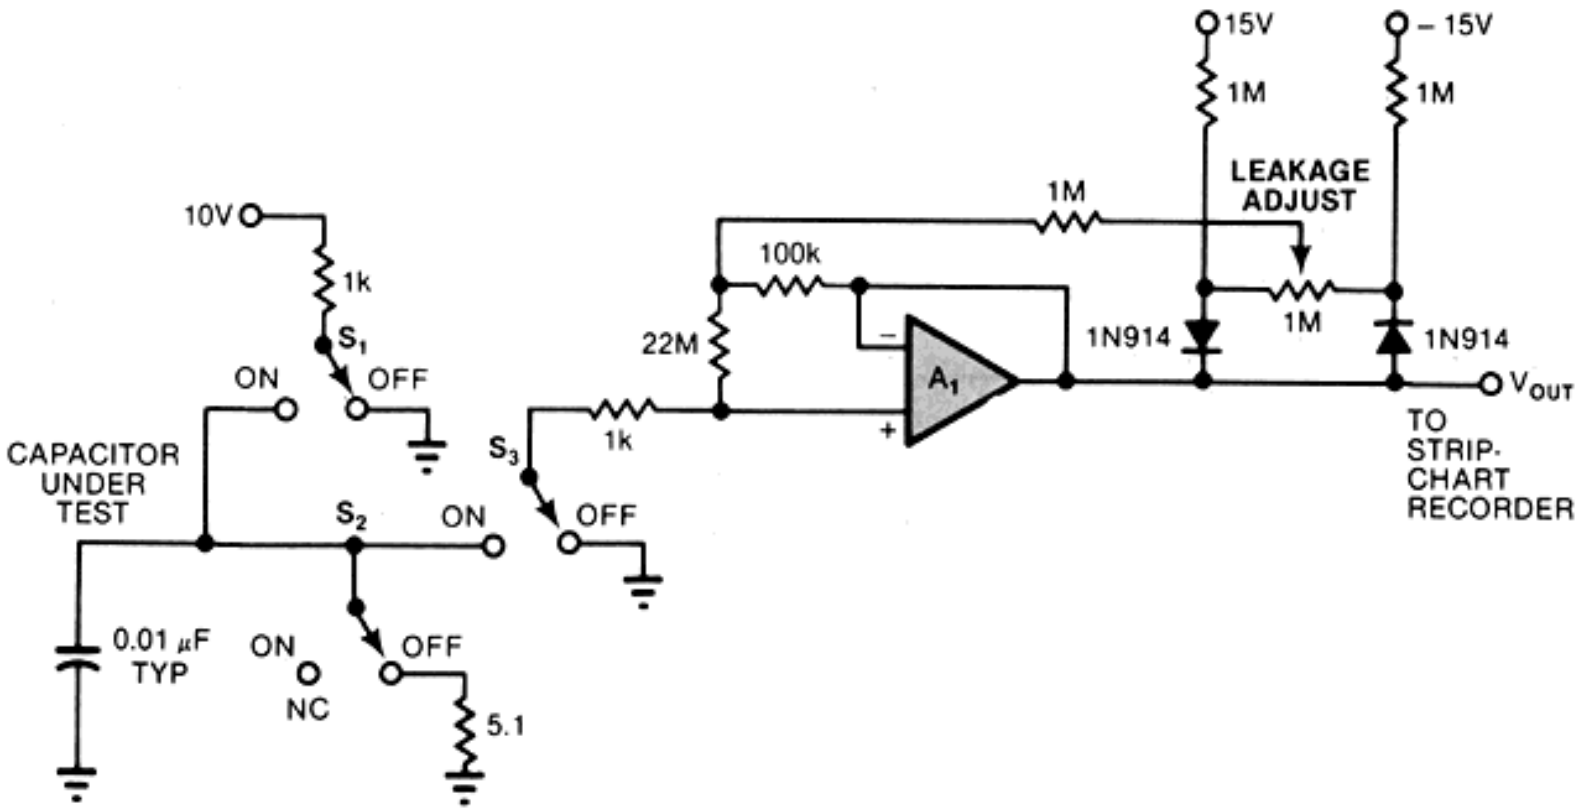 15V
– 15V
1M
1M
LEAKAGE
ADJUST
1M
10V
100k
1k
S1
22M
1M
1N914
1N914
ON
OFF
–
A1
VOUT
+
1k
TO
STRIP-
CHART
RECORDER
CAPACITOR
UNDER
TEST
S3
S2
ON
OFF
0.01 μF
TYP
ON
OFF
NC
5.1